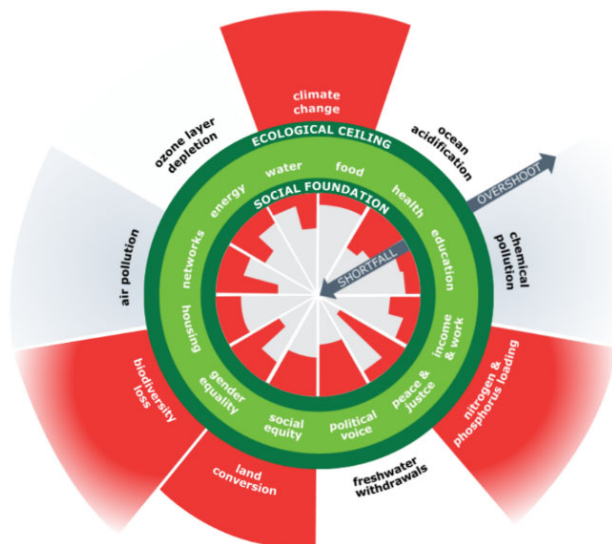 climate
change
ozone layer
depletion
ocean
acidification
ECOLOGICAL CEILING
OVERSHOOT
water
food
energy
health
SOCIAL FOUNDATION
networks
education
SHORTFALL
air pollution
chemical
pollution
housing
income
& work
biodiversity
loss
gender
equality
peace &
justce
nitrogen &
phosphorus loading
social
equity
political
voice
land
conversion
freshwater
withdrawals